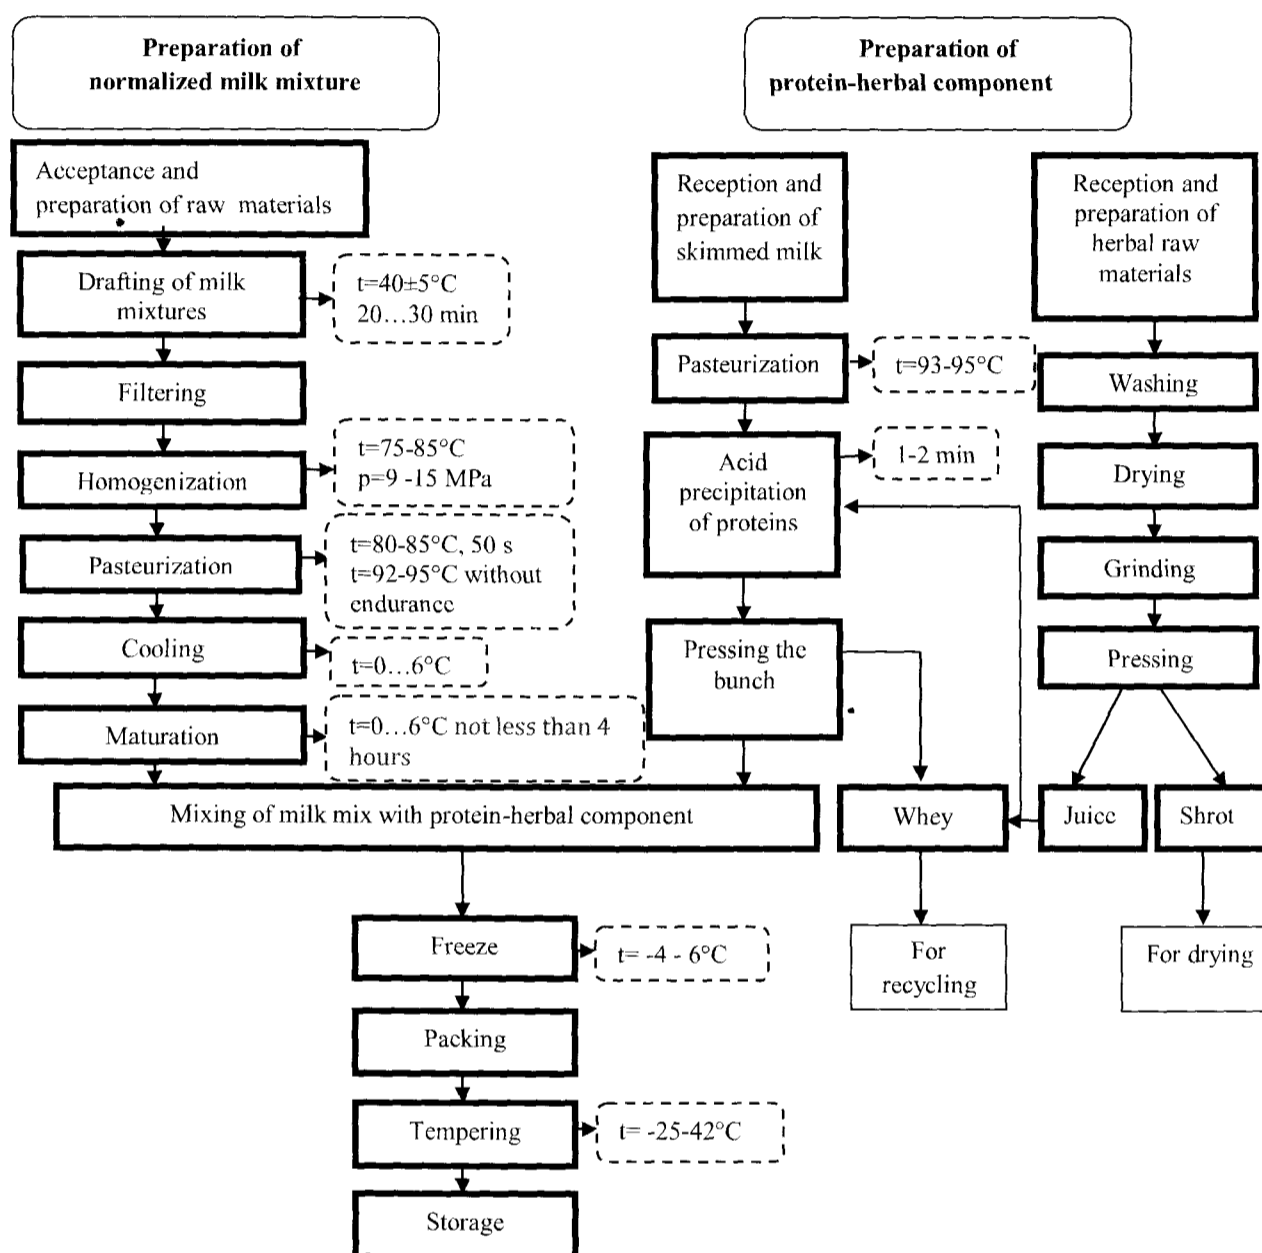 Preparation of
normalized milk mixture
Preparation of
protein-herbal component
Acceptance and
preparation of raw materials
Drafting of milk
mixtures
t=40±5°C
20…30 min
Filtering
Homogenization
t=75-85°C
p=9 -15 MPa
Pasteurization
t=80-85°C, 50 s
t=92-95°C without
endurance
Cooling
t=0…6°C
Maturation
t=0…6°C not less than 4
hours
Reception and
preparation of
skimmed milk
Pasteurization
t=93-95°C
Acid
precipitation
of proteins
1-2 min
Pressing the
bunch
Reception and
preparation of
herbal raw
materials
Washing
Drying
Grinding
Pressing
Mixing of milk mix with protein-herbal component
Whey
Juice
Shrot
For
recycling
For drying
Freeze
t= -4 - 6°C
Packing
Tempering
t= -25-42°C
Storage